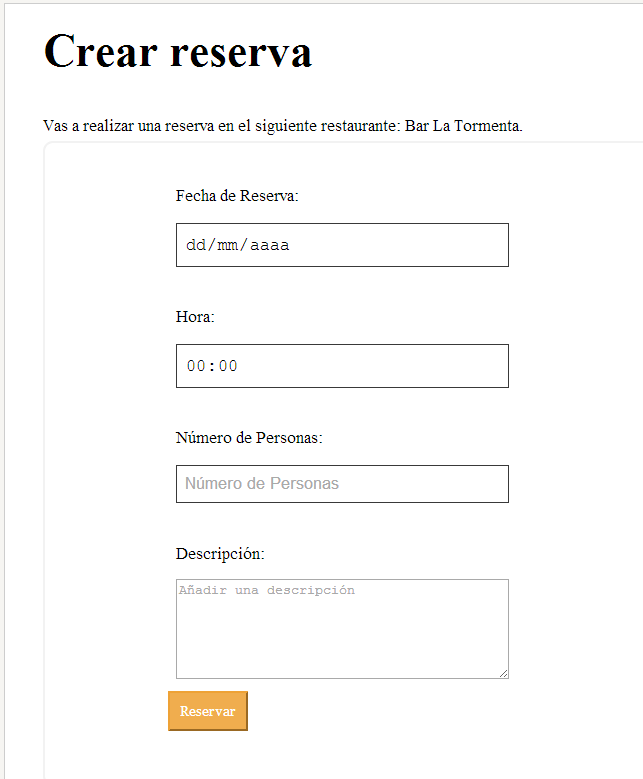 Crear reserva
Vas a realizar una reserva en el siguiente restaurante: Bar La Tormenta.
Fecha de Reserva:
dd/mm/aaaa
Hora:
00:00
Número de Personas:
Número de Personas
Descripción:
Añadir una descripción
Reservar